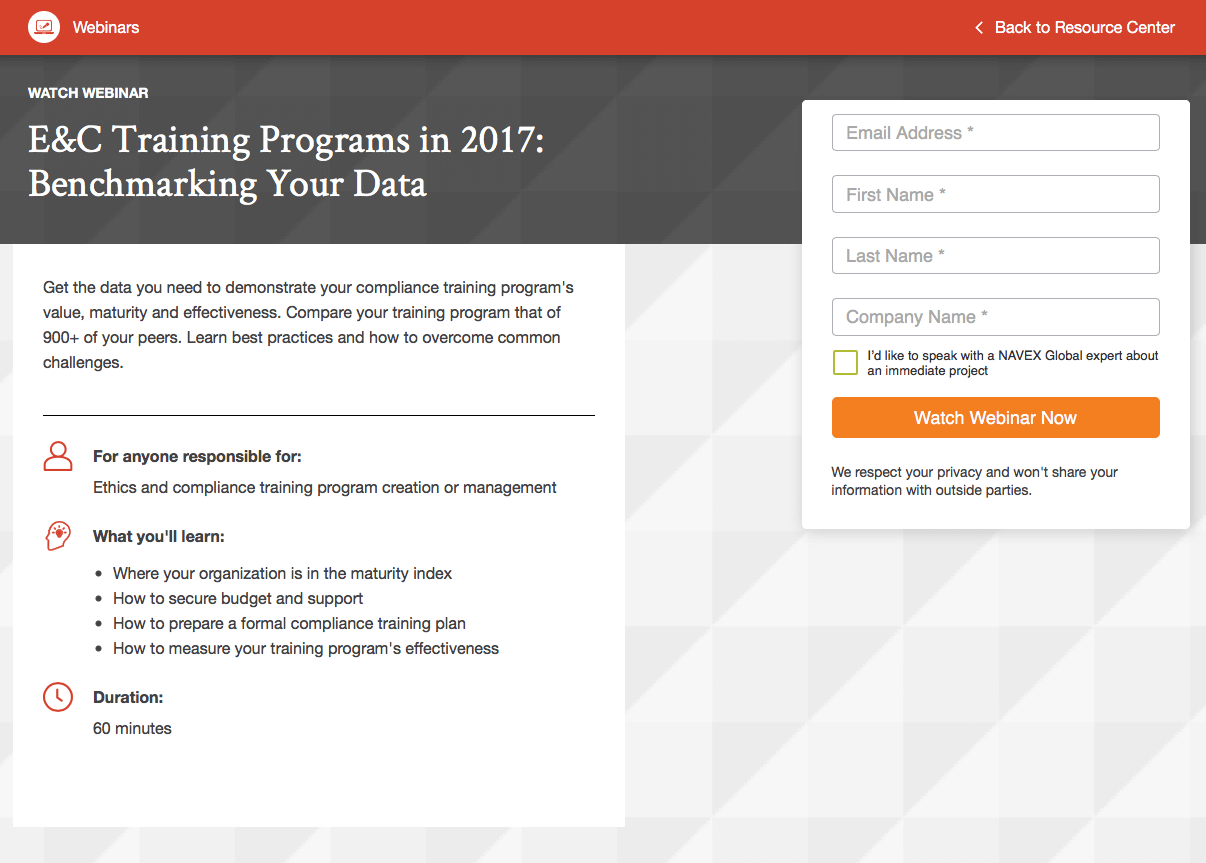 Webinars
Back to Resource Center
WATCH WEBINAR
E&C Training Programs in 2017:
Benchmarking Your Data
Get the data you need to demonstrate your compliance training program's
value, maturity and effectiveness. Compare your training program that of
900+ of your peers. Learn best practices and how to overcome common
challenges.
For anyone responsible for:
Ethics and compliance training program creation or management
What you'll learn:
• Where your organization is in the maturity index
• How to secure budget and support
• How to prepare a formal compliance training plan
• How to measure your training program's effectiveness
Duration:
60 minutes
Email Address *
First Name *
Last Name *
Company Name *
I'd like to speak with a NAVEX Global expert about
an immediate project
Watch Webinar Now
We respect your privacy and won't share your
information with outside parties.